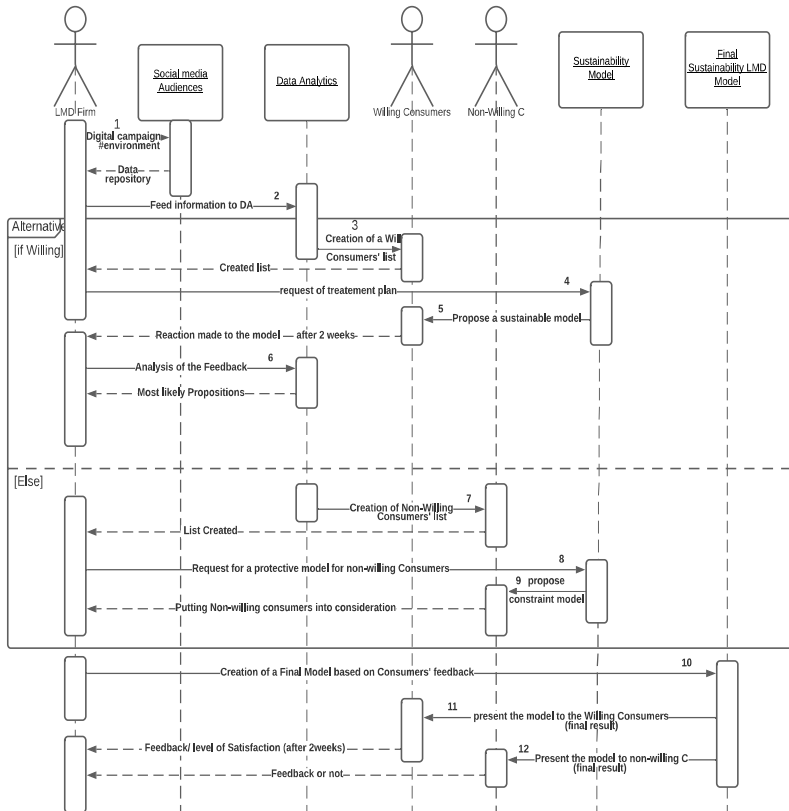 Social media
Audiences
Data Analytics
Sustainability
Model
Final
Sustainability LMD
Model
LMD Firm
Willing Consumers
Non-Willing C
1
Digital campaign
#environment
Data
repository
2
Feed information to DA
Alternative
[if Willing]
3
Creation of a Will
Consumers' list
Created list
4
request of treatement plan
5
Propose a sustainable model
Reaction made to the model after 2 weeks
6
Analysis of the Feedback
Most likely Propositions
[Else]
7
Creation of Non-Willing
Consumers' list
List Created
8
Request for a protective model for non-willing Consumers
9 propose
constraint model
Putting Non-willing consumers into consideration
10
Creation of a Final Model based on Consumers' feedback
11
present the model to the Willing Consumers
(final result)
Feedback/ level of Satisfaction (after 2weeks)
12
Present the model to non-willing C
(final result)
Feedback or not